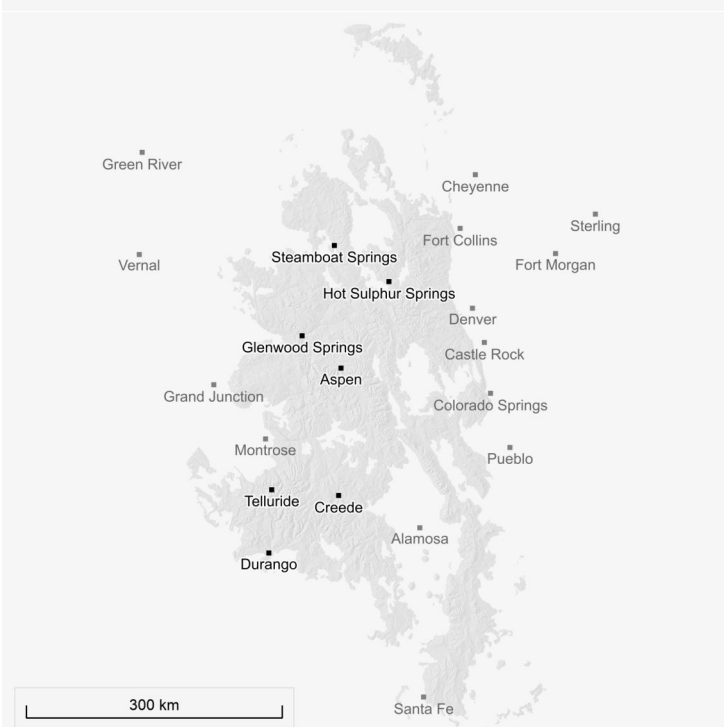 Green River
Cheyenne
Sterling
Fort Collins
Steamboat Springs
Vernal
Fort Morgan
Hot Sulphur Springs
Denver
Glenwood Springs
Castle Rock
Aspen
Grand Junction
Colorado Springs
Montrose
Pueblo
Telluride
Creede
Alamosa
Durango
300 km
Santa Fe